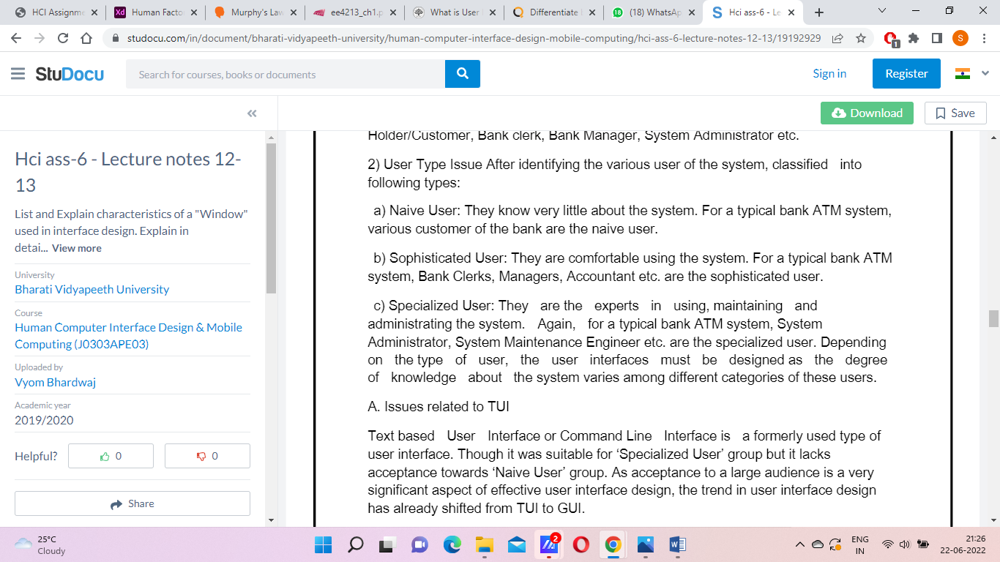 HCI Assignme
Human Facto
Murphy's Law
ee4213_ch1.p
What is User
Differentiate
(18) WhatsAp
Hci ass-6 - Le
studocu.com/in/document/bharati-vidyapeeth-university/human-computer-interface-design-mobile-computing/hci-ass-6-lecture-notes-12-13/19192929
1
S
StuDocu
Search for courses, books or documents
Sign in
Register
Download
Save
Hci ass-6 - Lecture notes 12-
13
List and Explain characteristics of a "Window"
used in interface design. Explain in
detai... View more
University
Bharati Vidyapeeth University
Course
Human Computer Interface Design & Mobile
Computing (J0303APE03)
Uploaded by
Vyom Bhardwaj
Academic year
2019/2020
Helpful?
0
0
Share
Holder/Customer, Bank clerk, Bank Manager, System Administrator etc.
2) User Type Issue After identifying the various user of the system, classified into
following types:
a) Naive User: They know very little about the system. For a typical bank ATM system,
various customer of the bank are the naive user.
b) Sophisticated User: They are comfortable using the system. For a typical bank ATM
system, Bank Clerks, Managers, Accountant etc. are the sophisticated user.
c) Specialized User: They are the experts in using, maintaining and
administrating the system. Again, for a typical bank ATM system, System
Administrator, System Maintenance Engineer etc. are the specialized user. Depending
on the type of user, the user interfaces must be designed as the degree
of knowledge about the system varies among different categories of these users.
A. Issues related to TUI
Text based User Interface or Command Line Interface is a formerly used type of
user interface. Though it was suitable for ‘Specialized User’ group but it lacks
acceptance towards ‘Naive User’ group. As acceptance to a large audience is a very
significant aspect of effective user interface design, the trend in user interface design
has already shifted from TUI to GUI.
25°C
Cloudy
2
ENG
IN
21:26
22-06-2022